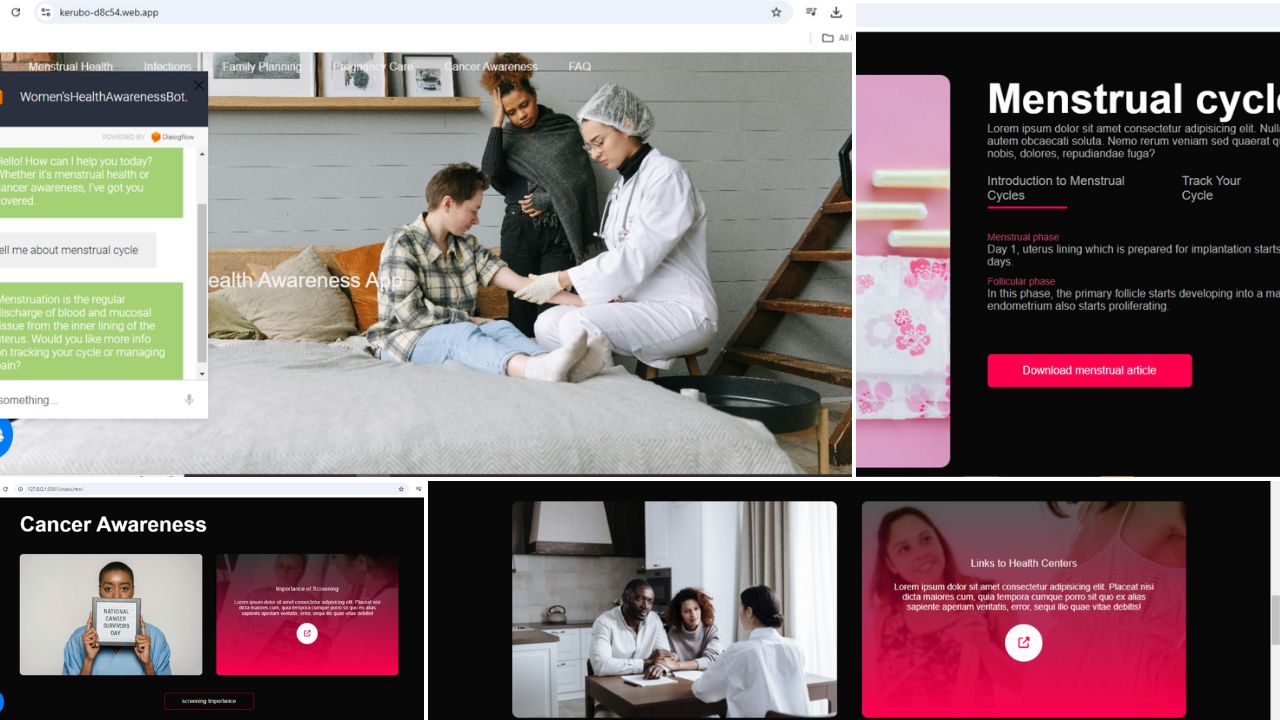 kerubo-d8c54.web.app
All
Menstrual Health Infections Family Planning Pregnancy Care Cancer Awareness FAQ
Women'sHealthAwarenessBot.
POWERED BY Dialogflow
Hello! How can I help you today?
Whether it's menstrual health or
cancer awareness, I've got you
covered.
ell me about menstrual cycle
Menstruation is the regular
discharge of blood and mucosal
tissue from the inner lining of the
uterus. Would you like more info
on tracking your cycle or managing
pain?
something...
ealth Awareness App
Menstrual cycle
Lorem ipsum dolor sit amet consectetur adipisicing elit. Nulla
autem obcaecati soluta. Nemo rerum veniam sed quaerat q
nobis, dolores, repudiandae fuga?
Introduction to Menstrual
Cycles
Track Your
Cycle
Menstrual phase
Day 1, uterus lining which is prepared for implantation starts
days.
Follicular phase
In this phase, the primary follicle starts developing into a ma
endometrium also starts proliferating.
Download menstrual article
127.0.0.1:5501/index.html
Cancer Awareness
NATIONAL
CANCER
SURVIVORS
DAY
Importance of Screening
Lorem ipsum dolor sit amet consectetur adipisicing elit. Placeat nisi
dicta maiores cum, quia tempora cumque porro sit quo ex alias
sapiente aperiam veritatis, error, sequi illo quae vitae debitis!
screening Importance
Links to Health Centers
Lorem ipsum dolor sit amet consectetur adipisicing elit. Placeat nisi
dicta maiores cum, quia tempora cumque porro sit quo ex alias
sapiente aperiam veritatis, error, sequi illo quae vitae debitis!